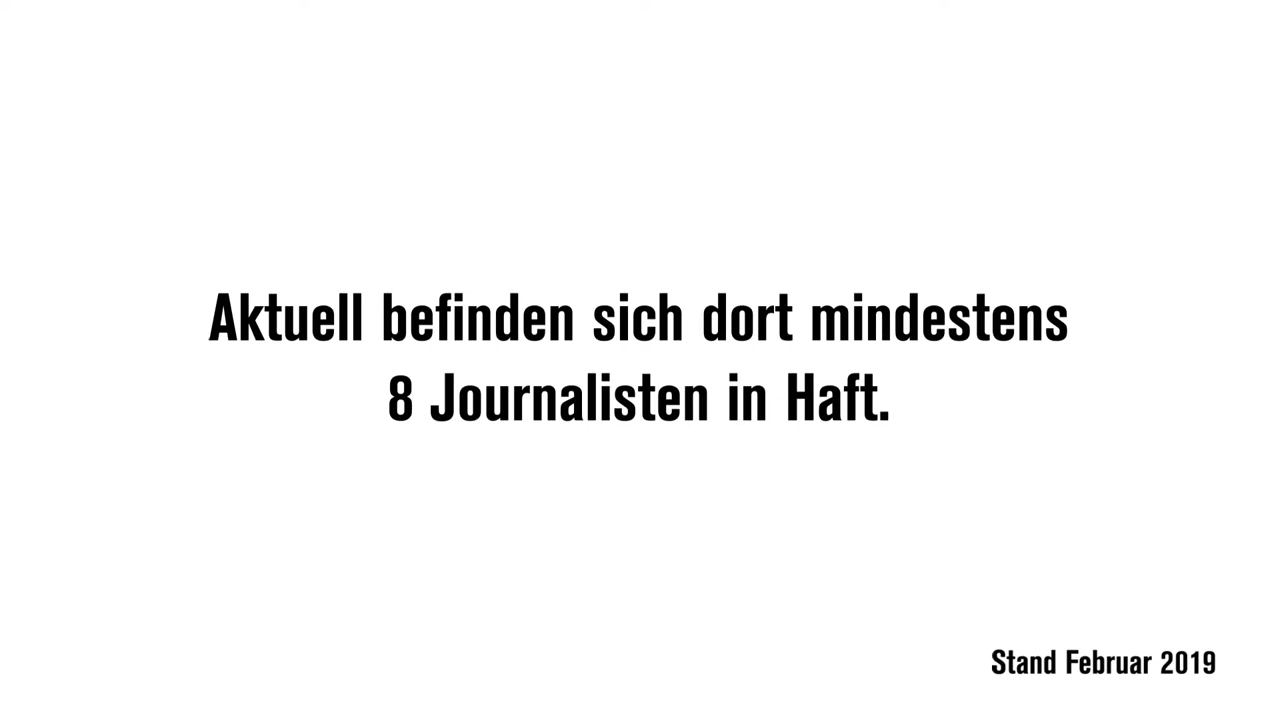 Aktuell befinden sich dort mindestens
8 Journalisten in Haft.
Stand Februar 2019